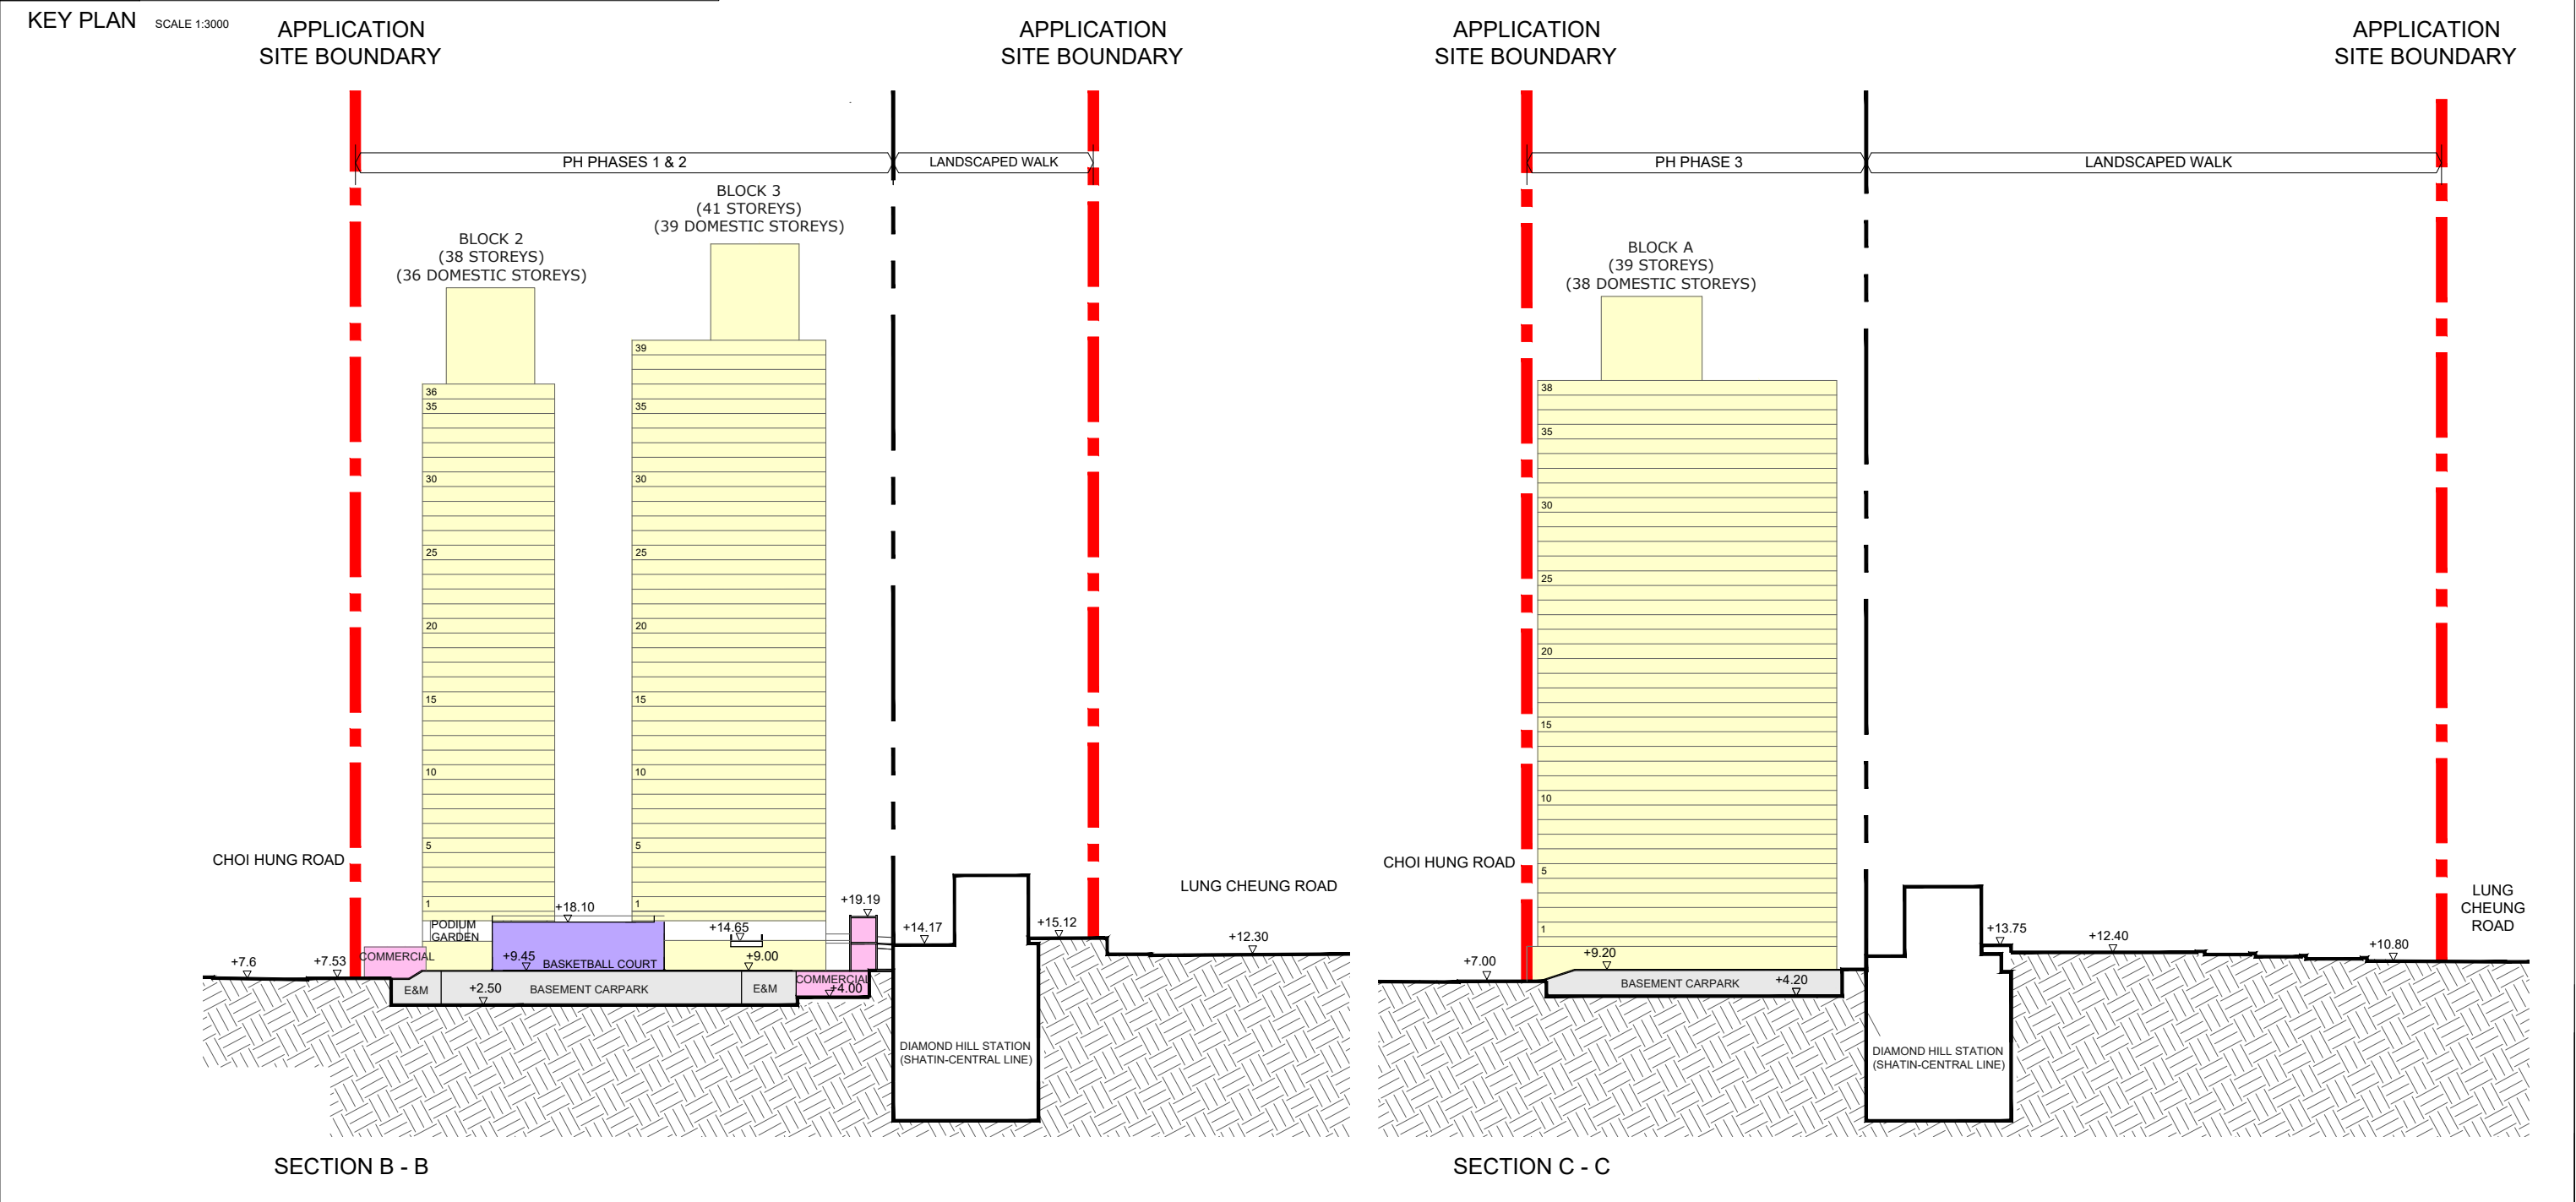 KEY PLAN SCALE 1:3000
APPLICATION
SITE BOUNDARY
APPLICATION
SITE BOUNDARY
PH PHASES 1 & 2
LANDSCAPED WALK
BLOCK 2
(38 STOREYS)
(36 DOMESTIC STOREYS)
BLOCK 3
(41 STOREYS)
(39 DOMESTIC STOREYS)
36
35
30
25
20
15
10
5
1
39
35
30
25
20
15
10
5
1
CHOI HUNG ROAD
+7.6
+7.53
COMMERCIAL
PODIUM
GARDEN
+18.10
+9.45
BASKETBALL COURT
+14.65
+9.00
+19.19
E&M
+2.50
BASEMENT CARPARK
E&M
COMMERCIAL
+4.00
+14.17
+15.12
LUNG CHEUNG ROAD
+12.30
DIAMOND HILL STATION
(SHATIN-CENTRAL LINE)
SECTION B - B
APPLICATION
SITE BOUNDARY
APPLICATION
SITE BOUNDARY
PH PHASE 3
LANDSCAPED WALK
BLOCK A
(39 STOREYS)
(38 DOMESTIC STOREYS)
38
35
30
25
20
15
10
5
1
CHOI HUNG ROAD
+7.00
+9.20
BASEMENT CARPARK
+4.20
+13.75
+12.40
+10.80
LUNG
CHEUNG
ROAD
DIAMOND HILL STATION
(SHATIN-CENTRAL LINE)
SECTION C - C